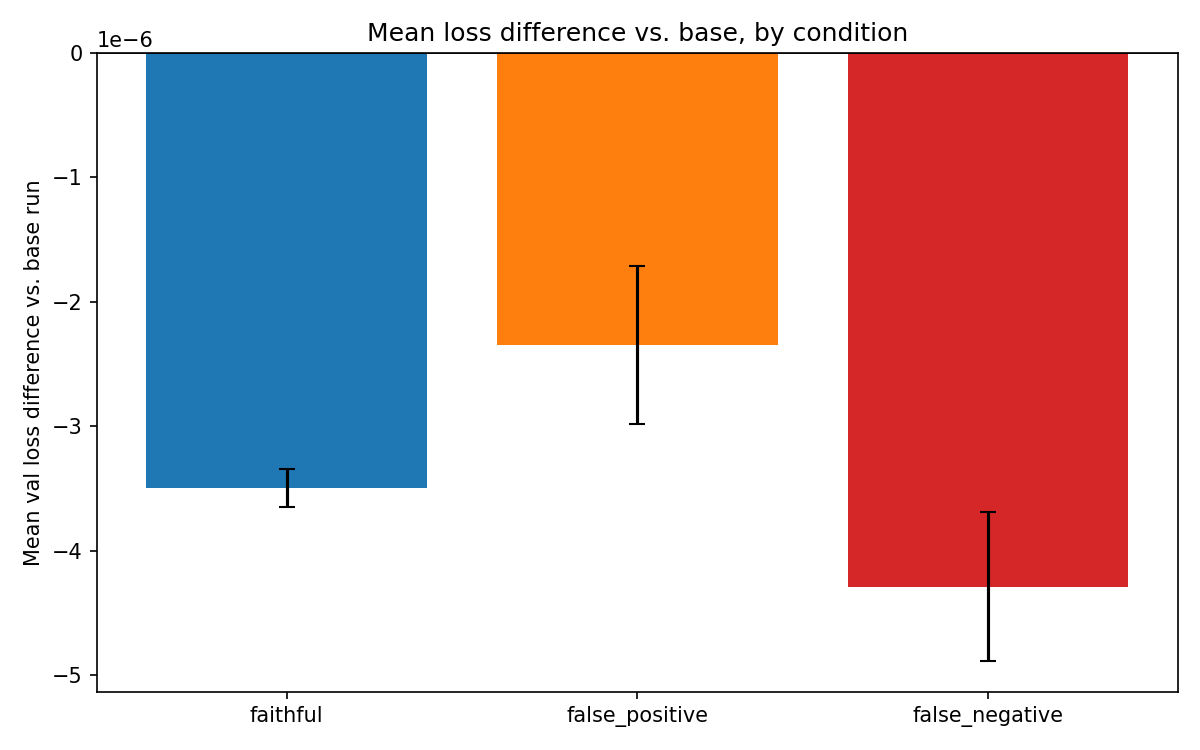 Mean loss difference vs. base, by condition
1e−6
0
−1
−2
−3
−4
−5
Mean val loss difference vs. base run
faithful
false_positive
false_negative